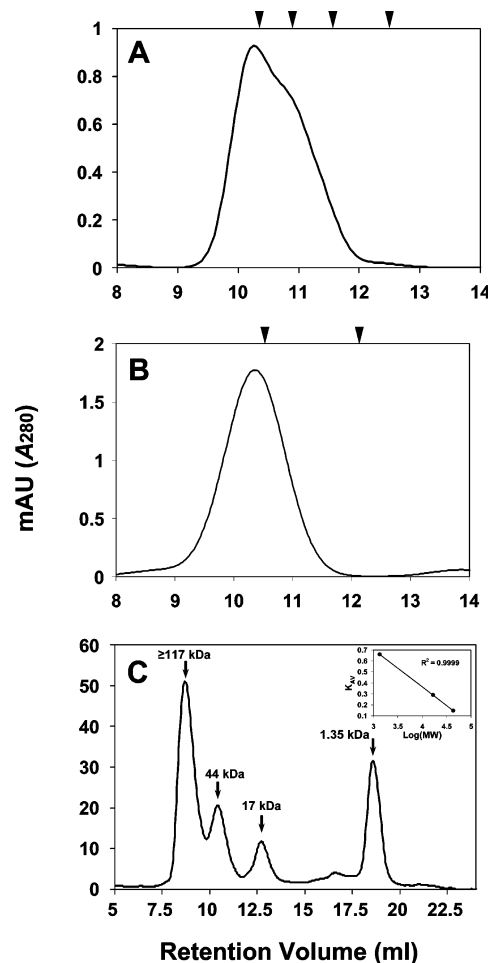 A
1
0.8
0.6
0.4
0.2
0
8 9 10 11 12 13 14
B
2
1.5
1
0.5
0
8 9 10 11 12 13 14
mAU (A280)
C
60
50
40
30
20
10
0
≥117 kDa
44 kDa
17 kDa
1.35 kDa
0.7
0.6
0.5
0.4
0.3
0.2
0.1
KAV
R² = 0.9999
3 3.5 4 4.5 5
Log(MW)
5 7.5 10 12.5 15 17.5 20 22.5
Retention Volume (ml)